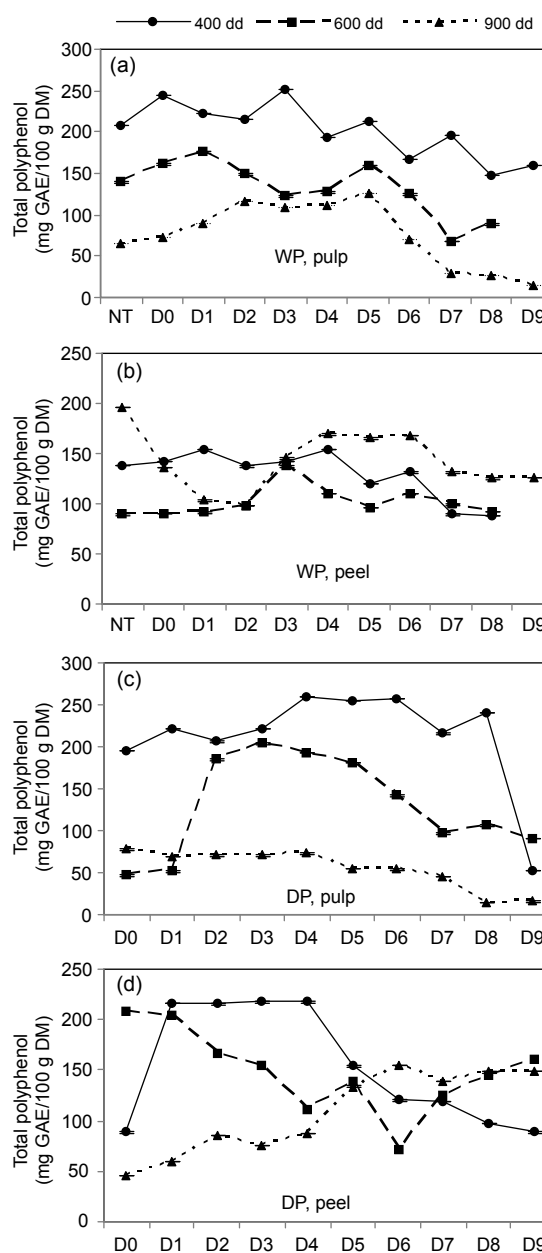 400 dd 600 dd 900 dd
300
(a)
250
200
150
100
50
0
WP, pulp
Total polyphenol
(mg GAE/100 g DM)
NT D0 D1 D2 D3 D4 D5 D6 D7 D8 D9
250
(b)
200
150
100
50
0
WP, peel
Total polyphenol
(mg GAE/100 g DM)
NT D0 D1 D2 D3 D4 D5 D6 D7 D8 D9
300
(c)
250
200
150
100
50
0
DP, pulp
Total polyphenol
(mg GAE/100 g DM)
D0 D1 D2 D3 D4 D5 D6 D7 D8 D9
250
(d)
200
150
100
50
0
DP, peel
Total polyphenol
(mg GAE/100 g DM)
D0 D1 D2 D3 D4 D5 D6 D7 D8 D9